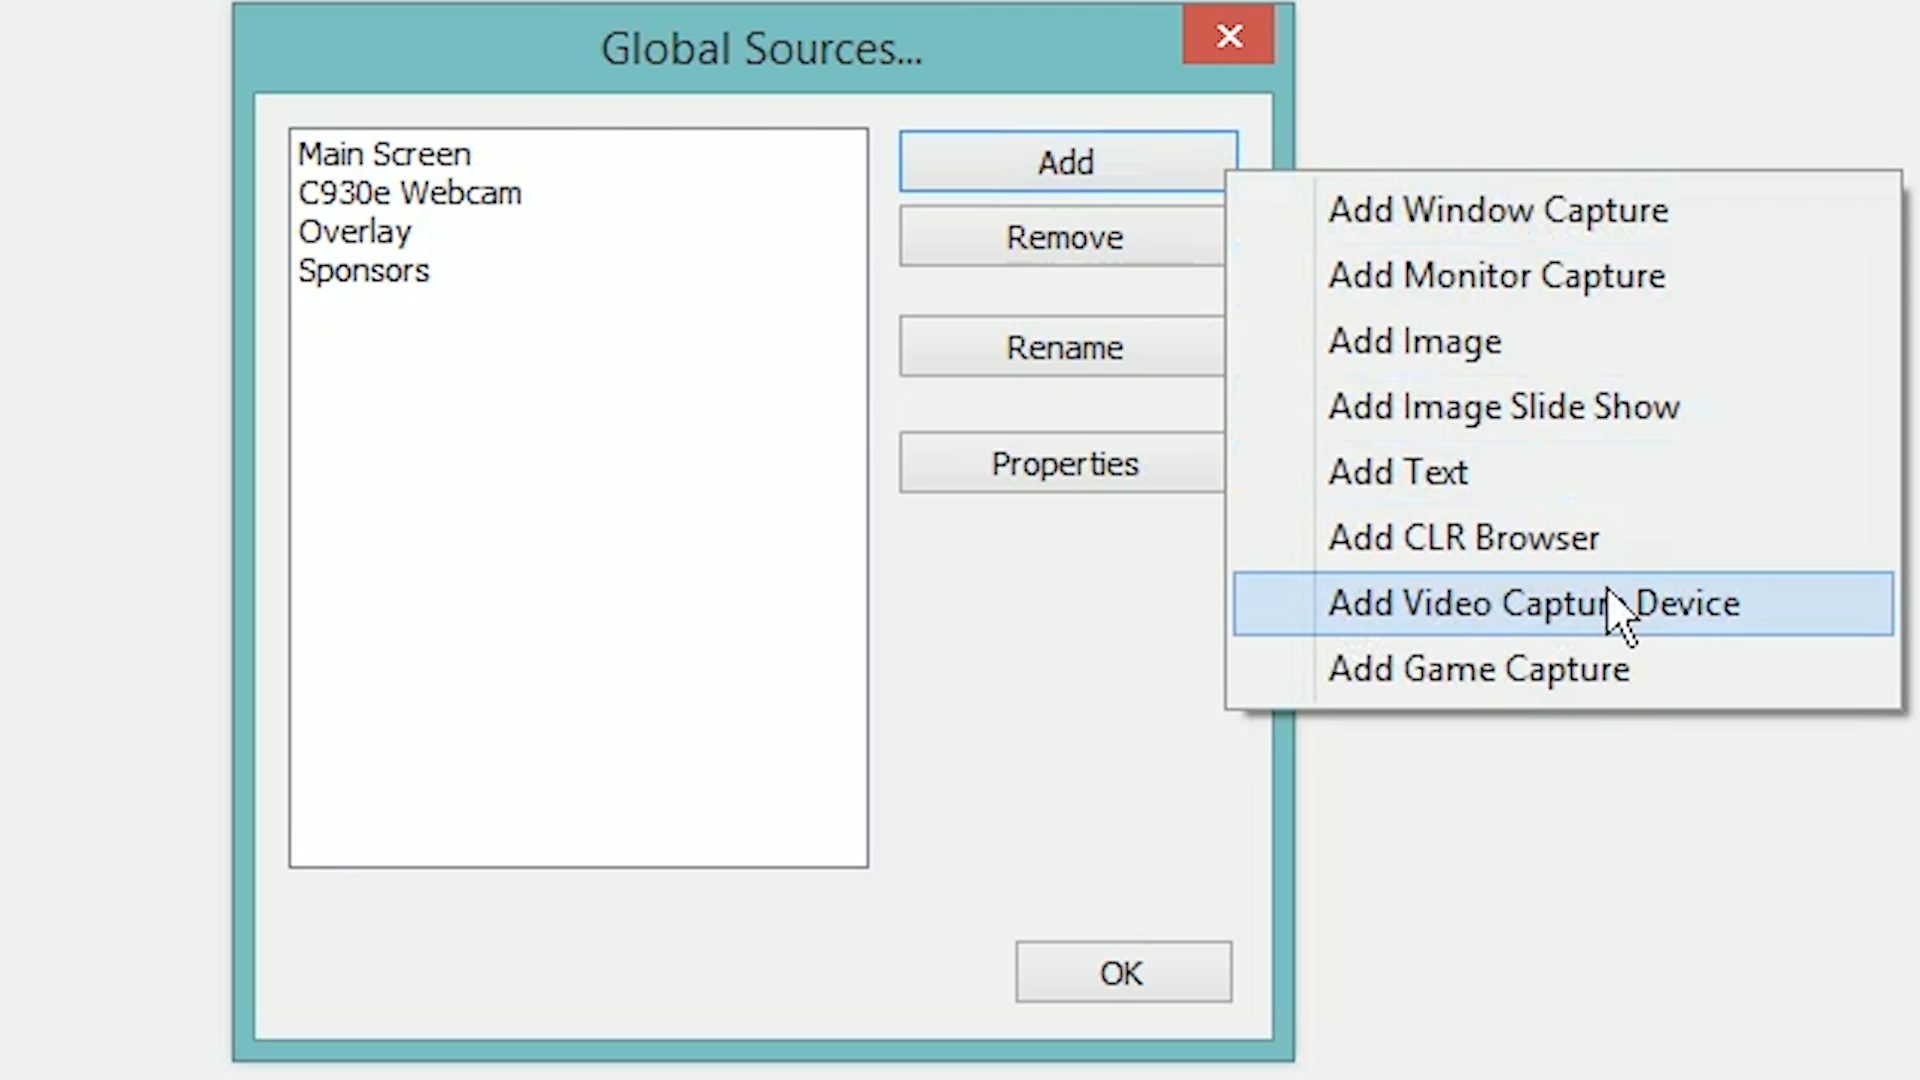 Global Sources...
Main Screen
C930e Webcam
Overlay
Sponsors
Add
Remove
Rename
Properties
OK
Add Window Capture
Add Monitor Capture
Add Image
Add Image Slide Show
Add Text
Add CLR Browser
Add Video Capture Device
Add Game Capture